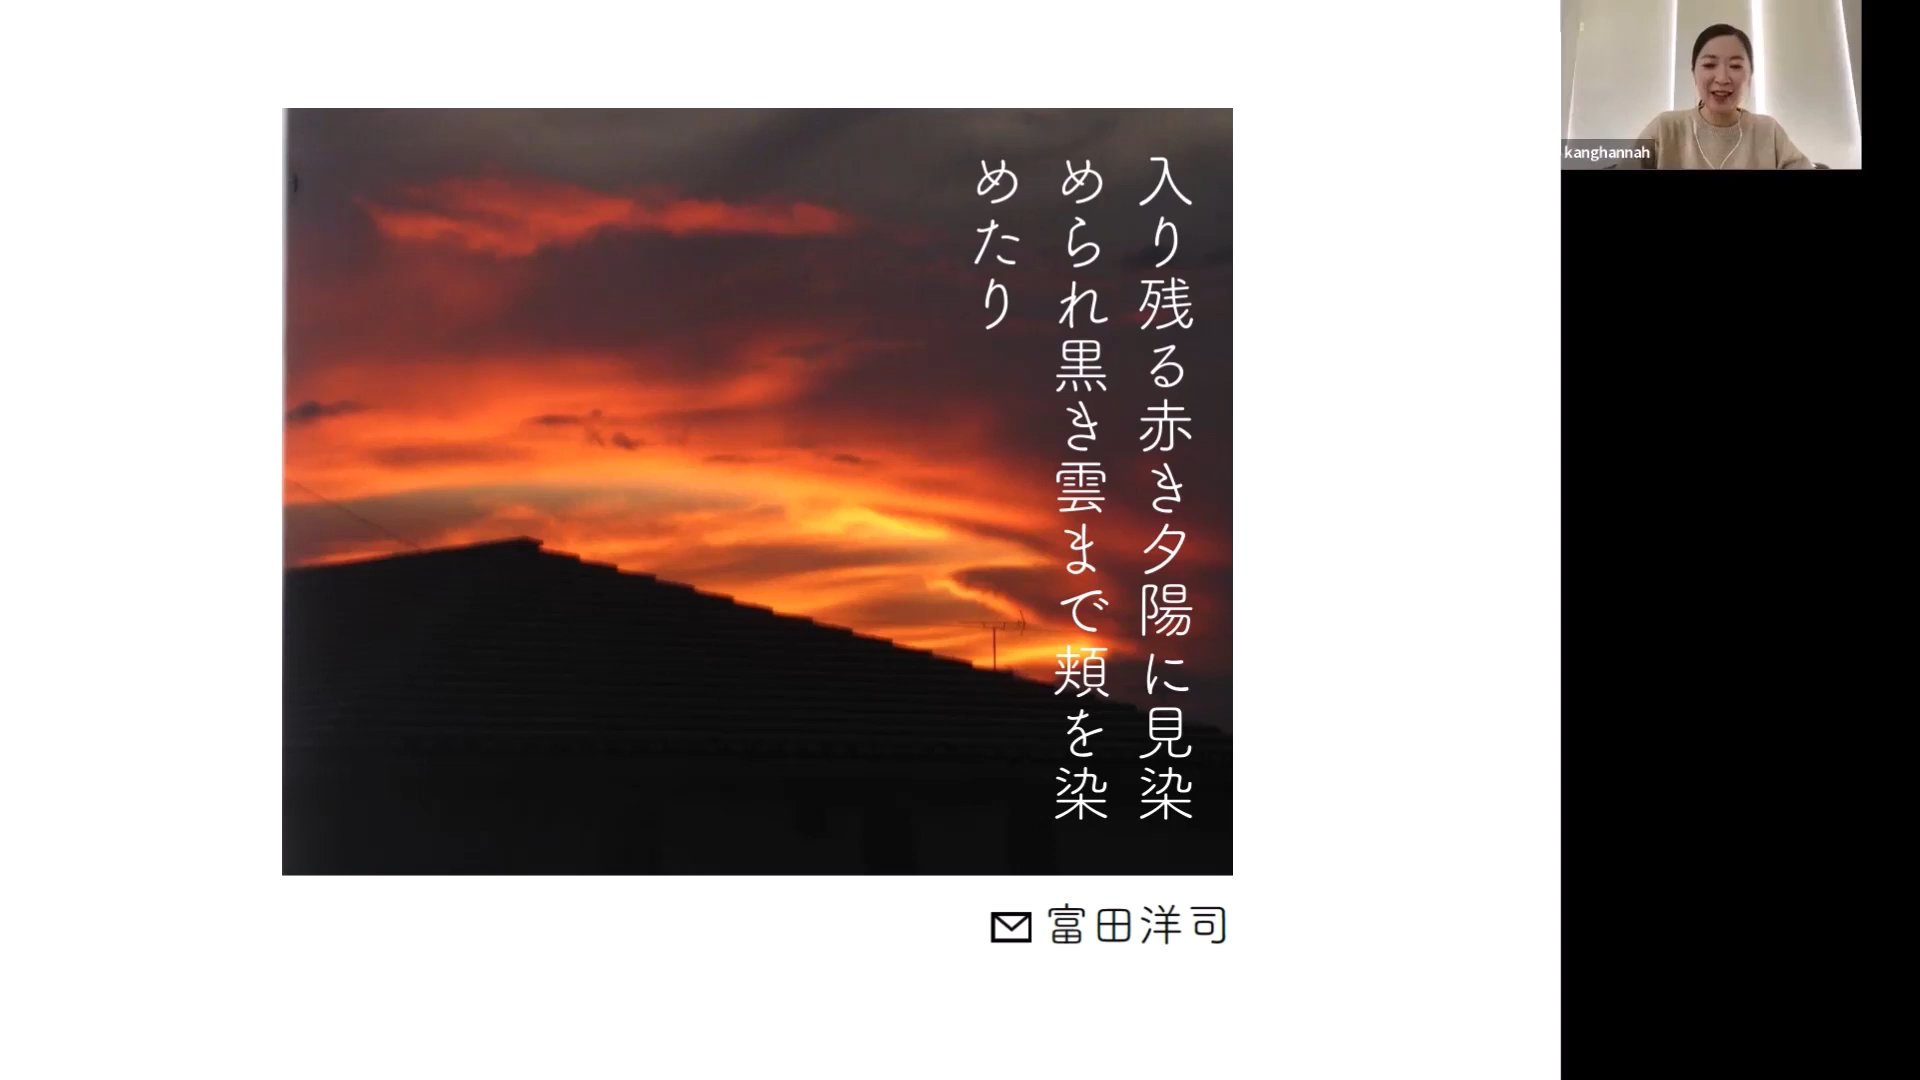 入り残る赤き夕陽に見染
められ黒き雲まで頬を染
めたり
富田洋司
kanghannah